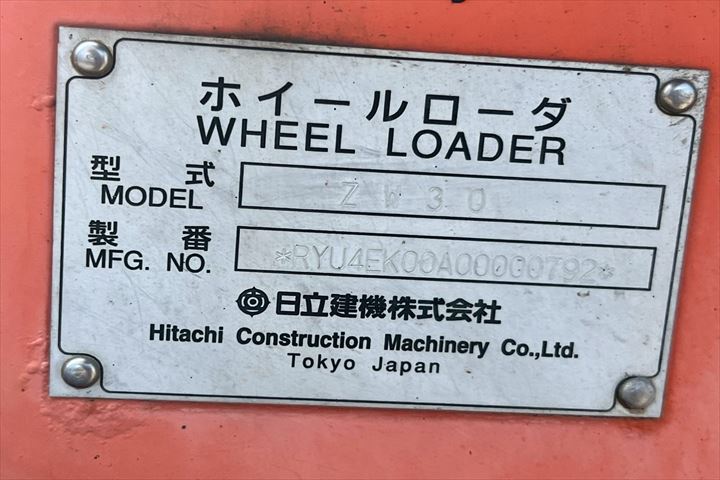 ホイールローダ
WHEEL LOADER
型式
MODEL
ZW30
製番
MFG. NO.
*RYU4EK00A00000792*
日立建機株式会社
Hitachi Construction Machinery Co.,Ltd.
Tokyo Japan